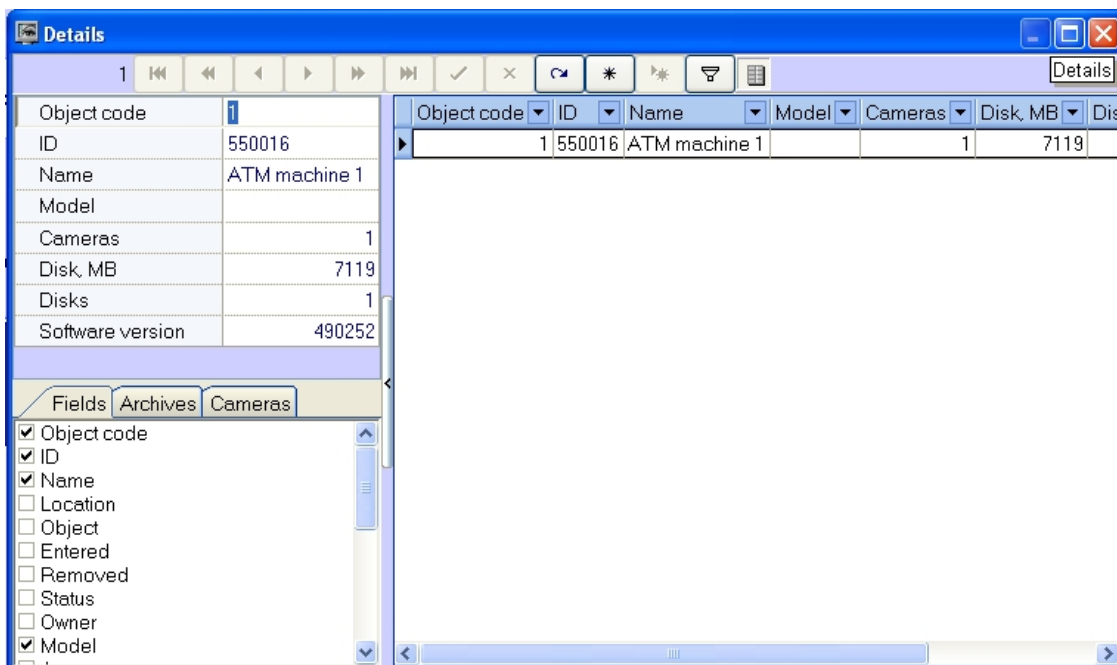 Details
1
Details
Object code 1
ID 550016
Name ATM machine 1
Model
Cameras 1
Disk, MB 7119
Disks 1
Software version 490252
Object code ID Name Model Cameras Disk, MB Dis
1 550016 ATM machine 1 1 7119
Fields Archives Cameras
Object code
ID
Name
Location
Object
Entered
Removed
Status
Owner
Model